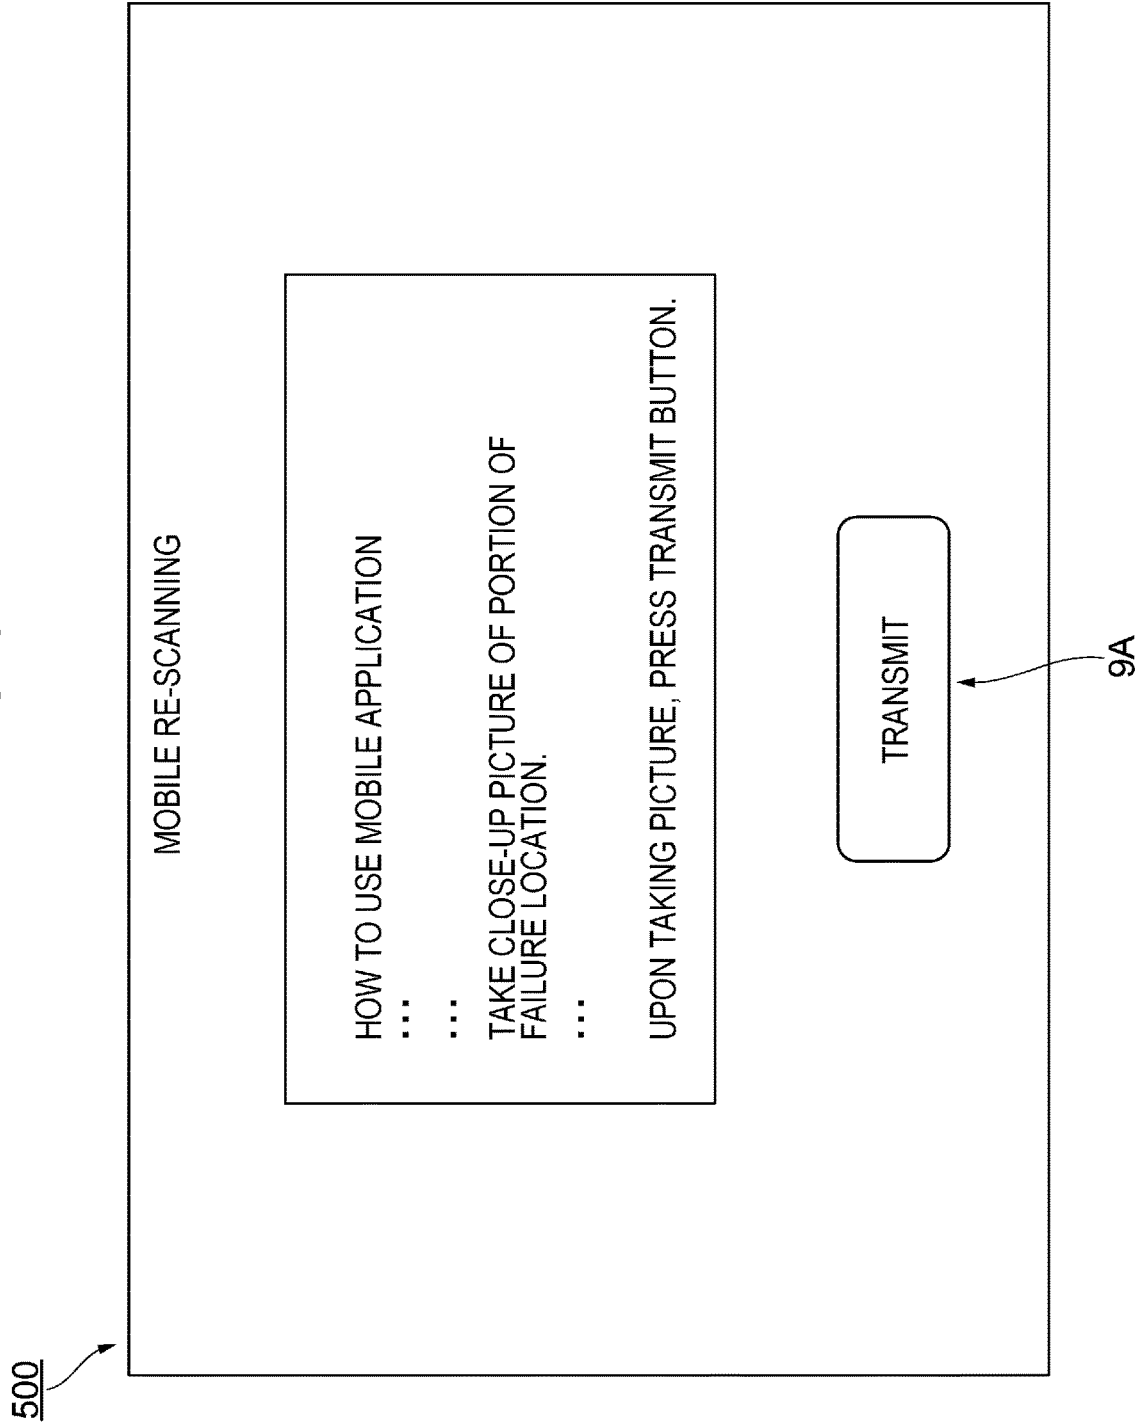 500
MOBILE RE-SCANNING
HOW TO USE MOBILE APPLICATION
...
...
TAKE CLOSE-UP PICTURE OF PORTION OF
FAILURE LOCATION.
...
UPON TAKING PICTURE, PRESS TRANSMIT BUTTON.
TRANSMIT
9A